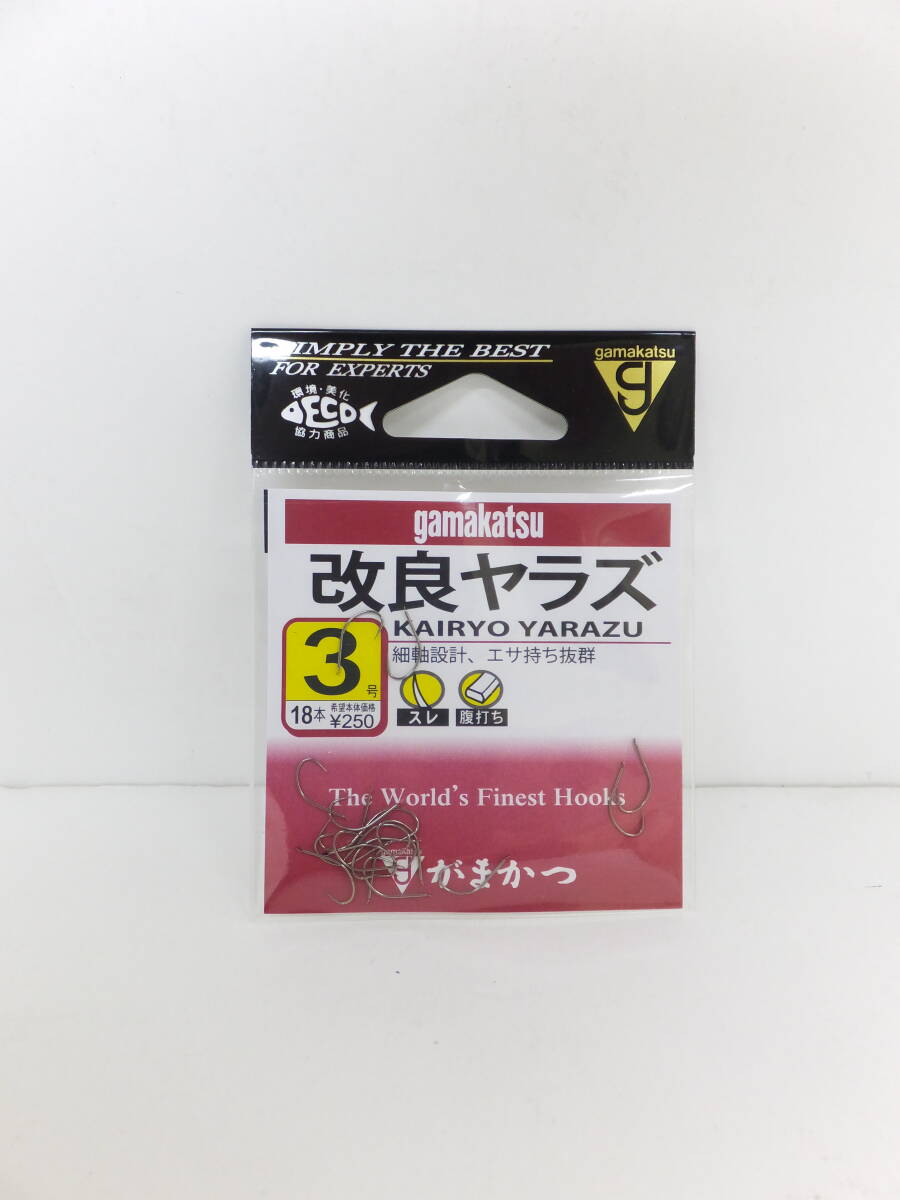 SIMPLY THE BEST
FOR EXPERTS
gamakatsu
環境・美化
DECO
協力商品
gamakatsu
改良ヤラズ
KAIRYO YARAZU
細軸設計、エサ持ち抜群
3号
18本 希望本体価格 ¥250
スレ 腹打ち
The World's Finest Hooks
gamakatsu
がまかつ